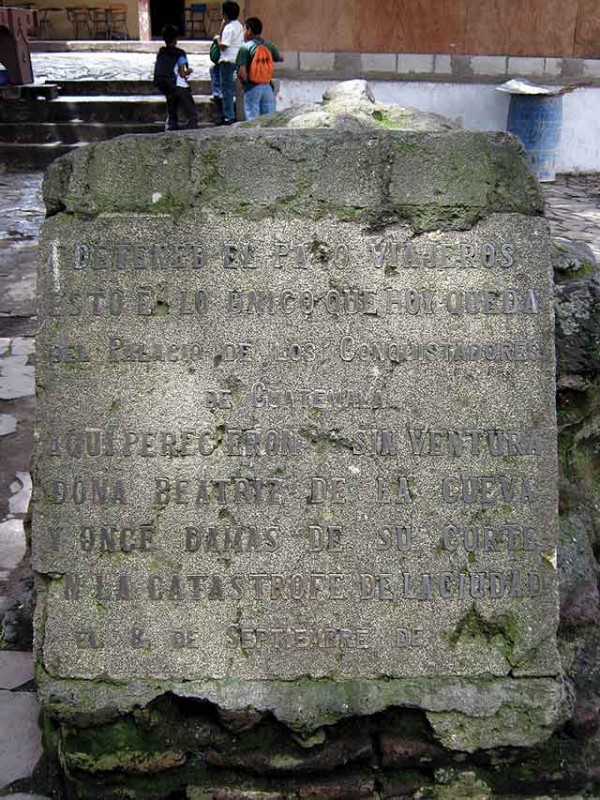 DETENED EL PASO VIAJEROS
ESTO ES LO UNICO QUE HOY QUEDA
DEL PALACIO DE LOS CONQUISTADORES
DE GUATEMALA.
AQUI PERECIERON SIN VENTURA
DOÑA BEATRIZ DE LA CUEVA
Y ONCE DAMAS DE SU CORTE
EN LA CATASTROFE DE LA CIUDAD
EL 8 DE SEPTIEMBRE DE